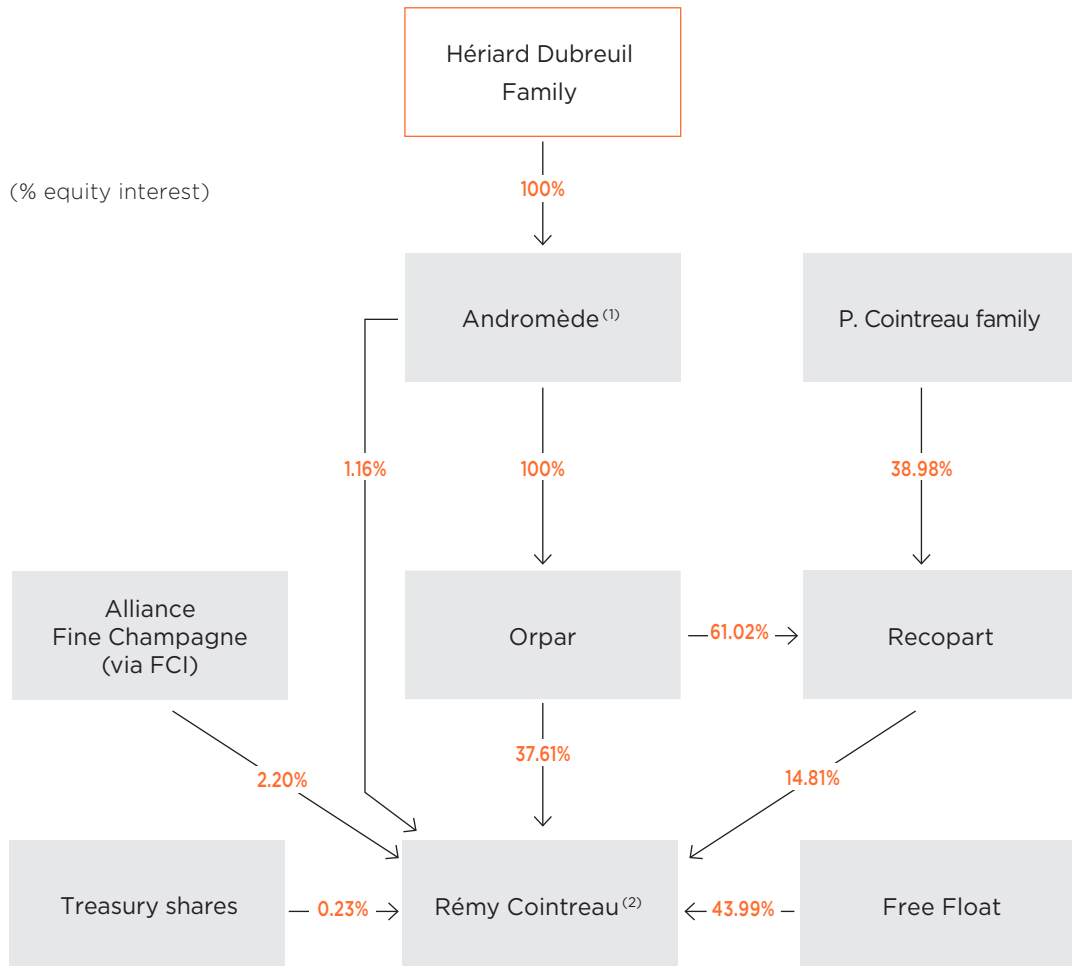 Hériard Dubreuil
Family
(% equity interest)
100%
Andromède (1)
P. Cointreau family
1.16%
100%
38.98%
Alliance
Fine Champagne
(via FCI)
Orpar
61.02%
Recopart
37.61%
2.20%
14.81%
Treasury shares
0.23%
Rémy Cointreau (2)
43.99%
Free Float